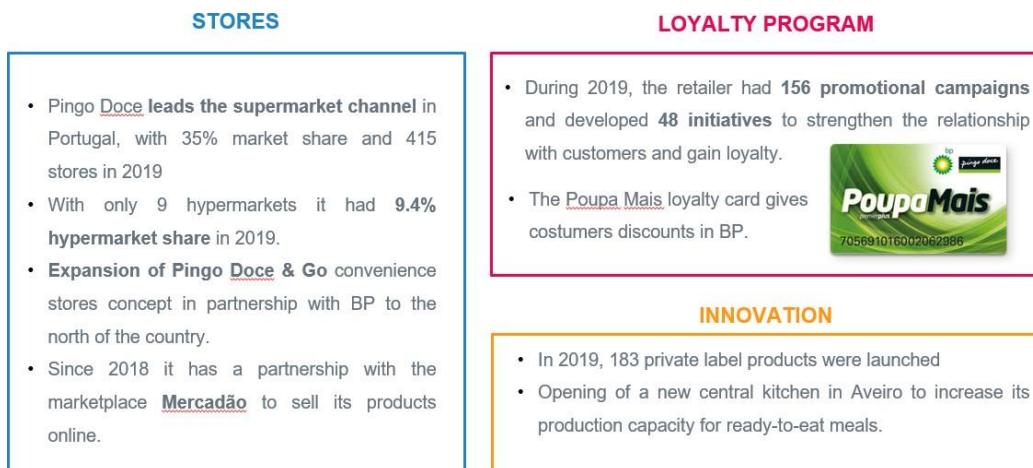 STORES
• Pingo Doce leads the supermarket channel in
Portugal, with 35% market share and 415
stores in 2019
• With only 9 hypermarkets it had 9.4%
hypermarket share in 2019.
• Expansion of Pingo Doce & Go convenience
stores concept in partnership with BP to the
north of the country.
• Since 2018 it has a partnership with the
marketplace Mercadão to sell its products
online.
LOYALTY PROGRAM
• During 2019, the retailer had 156 promotional campaigns
and developed 48 initiatives to strengthen the relationship
with customers and gain loyalty.
• The Poupa Mais loyalty card gives
costumers discounts in BP.
bp
pingo doce
PoupaMais
premierplus
705691016002062986
INNOVATION
• In 2019, 183 private label products were launched
• Opening of a new central kitchen in Aveiro to increase its
production capacity for ready-to-eat meals.